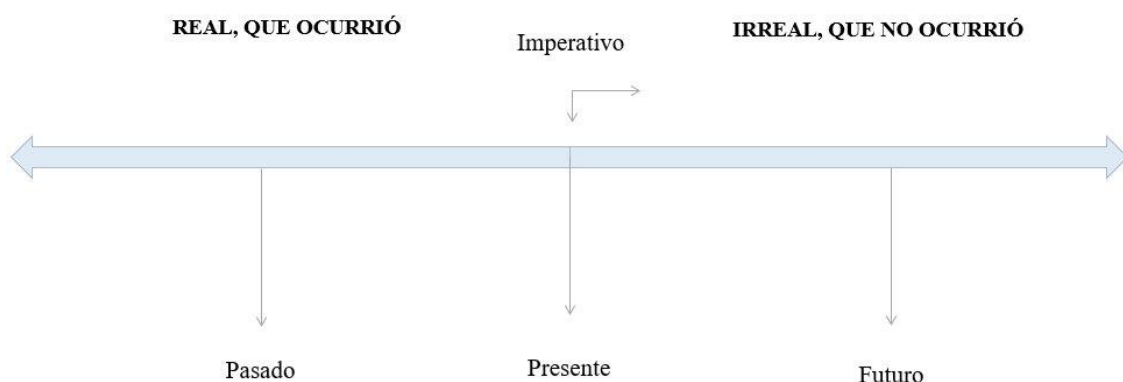 REAL, QUE OCURRIÓ
Imperativo
IRREAL, QUE NO OCURRIÓ
Pasado
Presente
Futuro